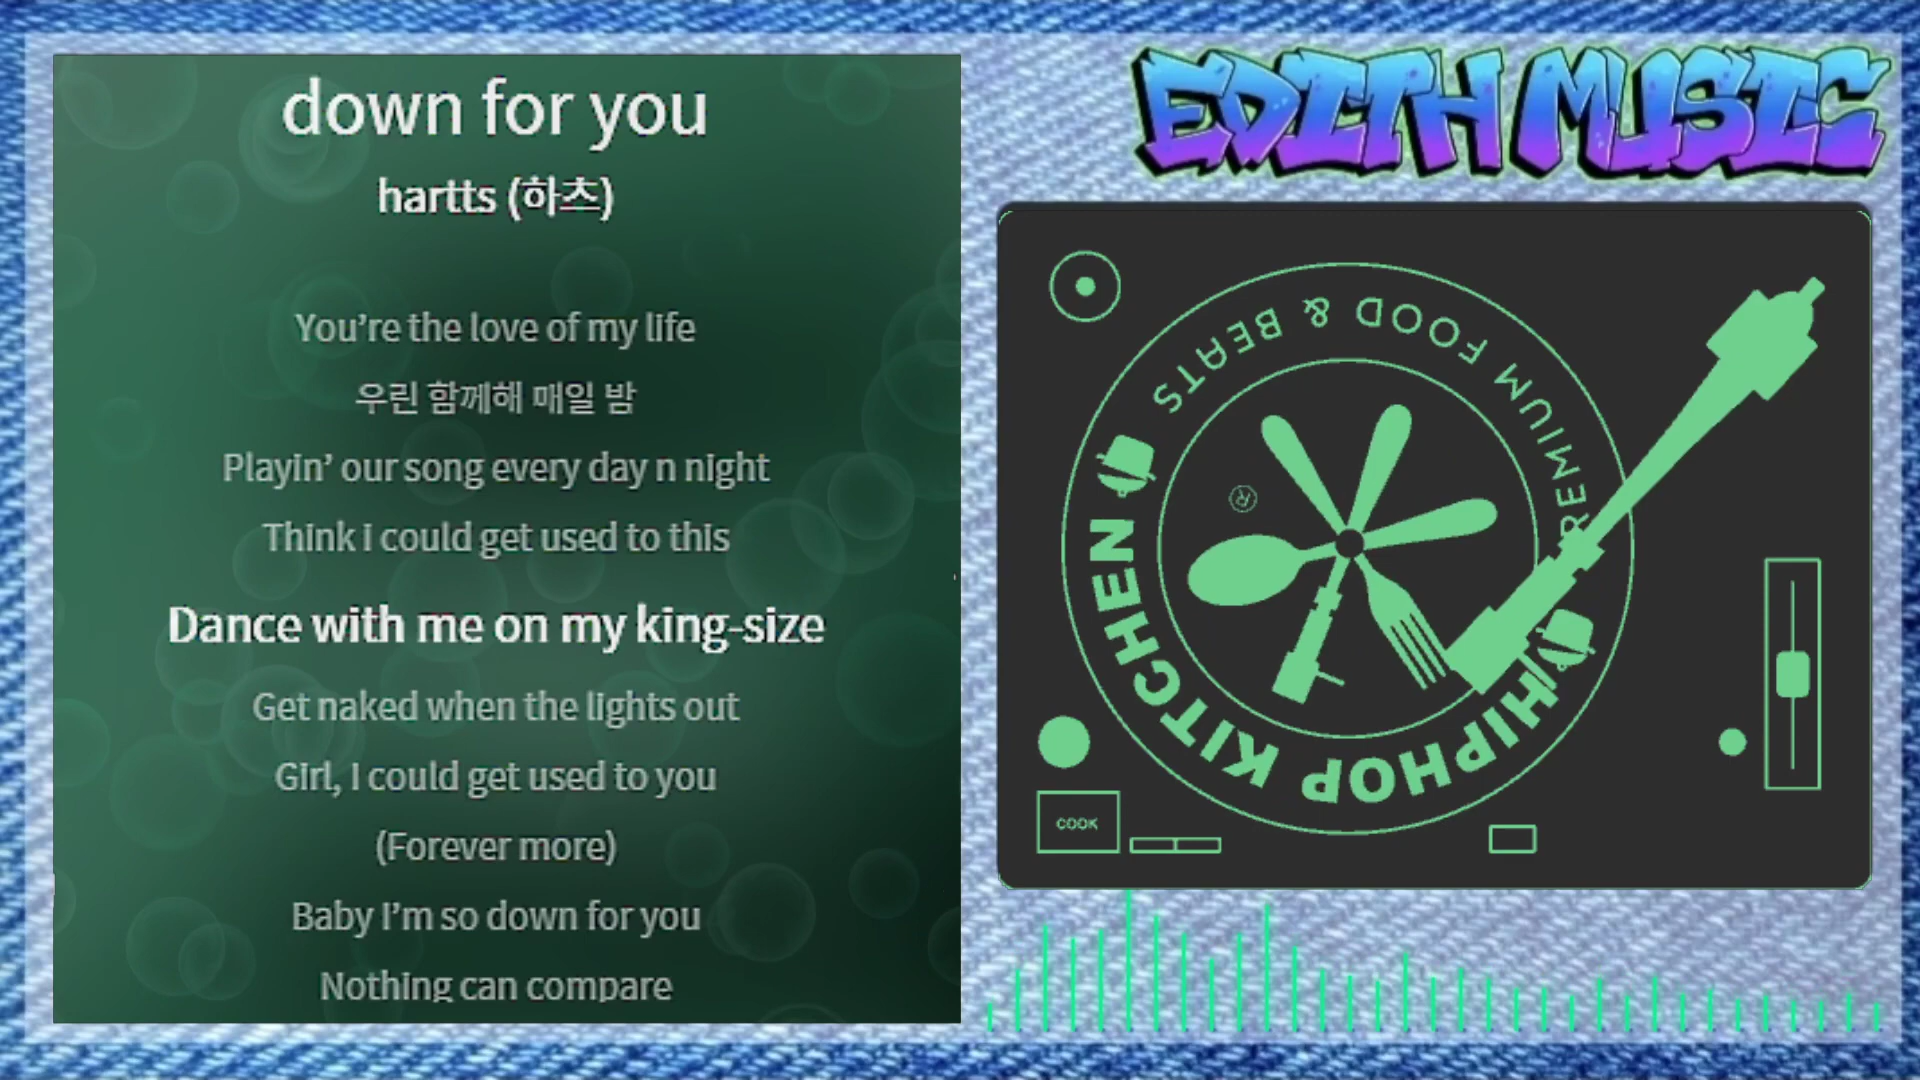 down for you
hartts (하츠)
You're the love of my life
우린 함께해 매일 밤
Playin' our song every day n night
Think I could get used to this
Dance with me on my king-size
Get naked when the lights out
Girl, I could get used to you
(Forever more)
Baby I'm so down for you
Nothing can compare
EDITH MUSIC
PREMIUM FOOD & BEATS
®
HIPHOP KITCHEN
COOK